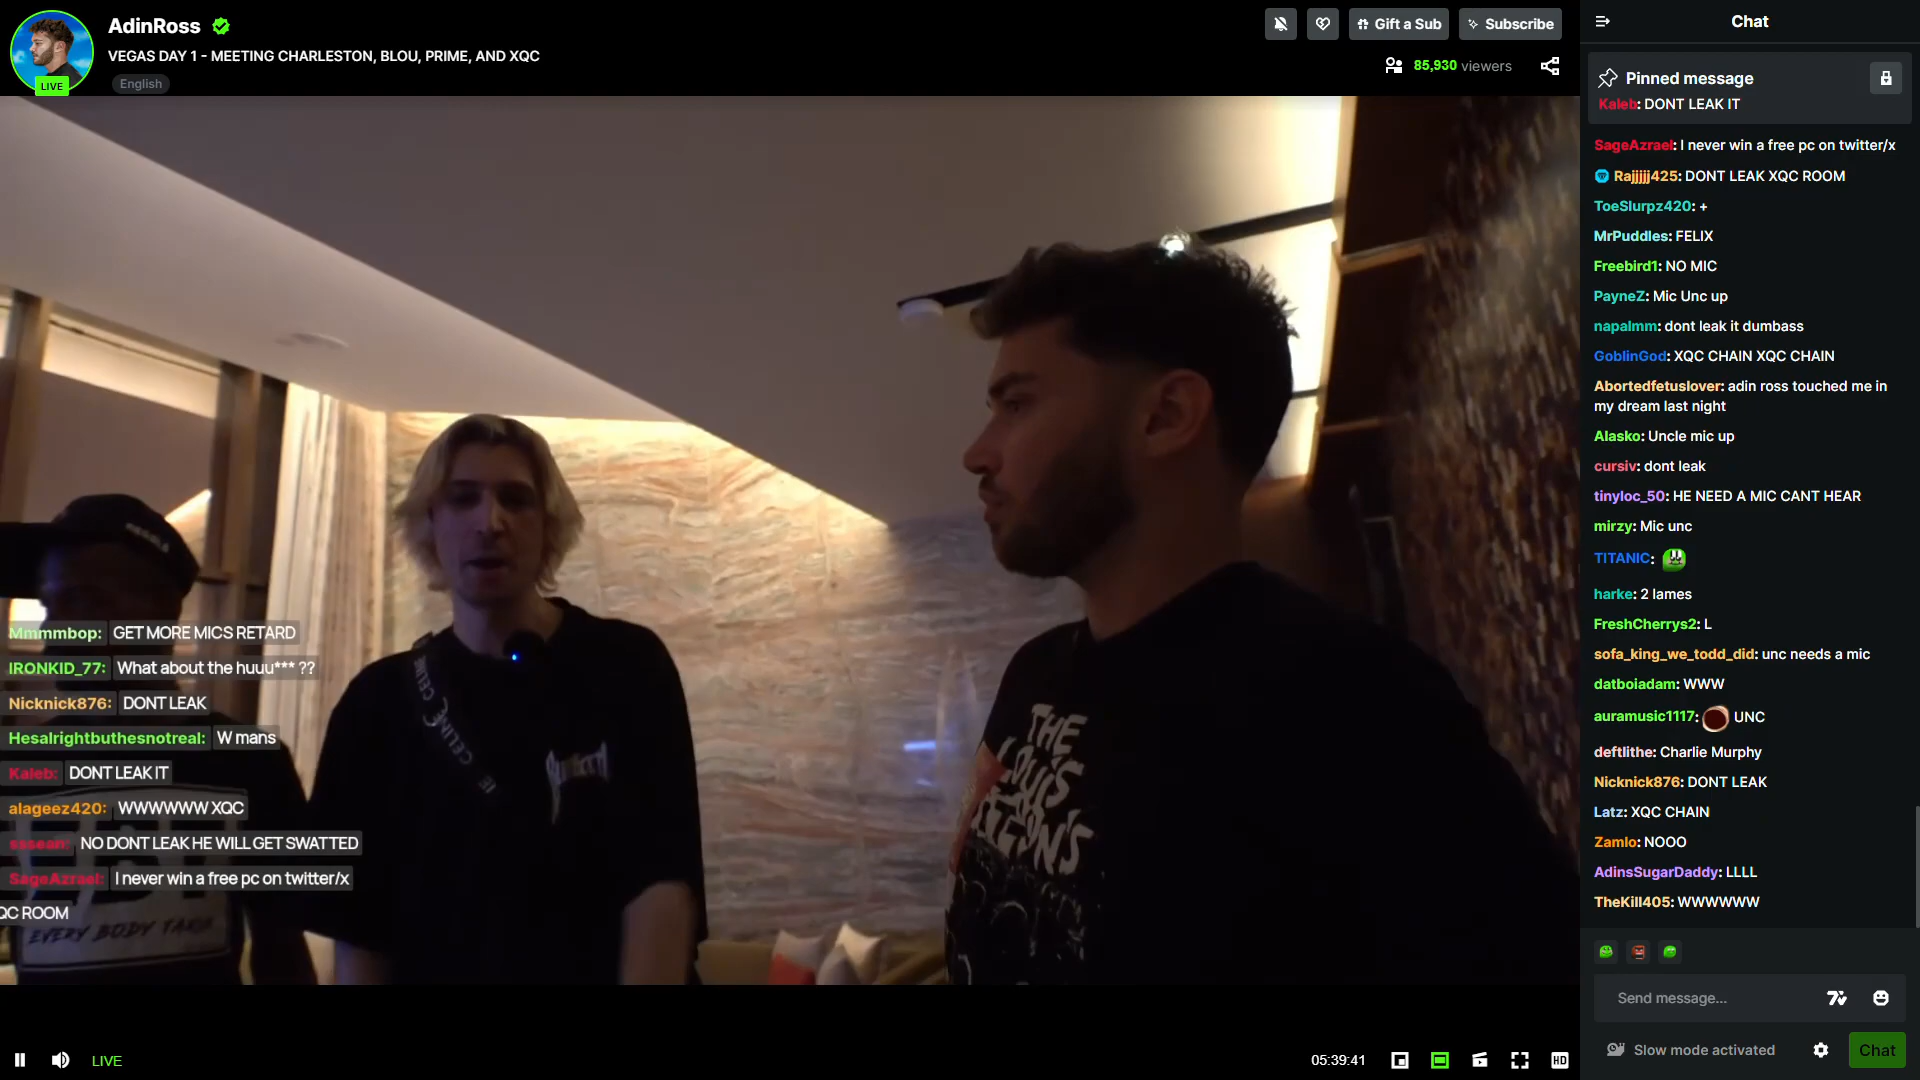 AdinRoss
VEGAS DAY 1 - MEETING CHARLESTON, BLOU, PRIME, AND XQC
LIVE
English
Gift a Sub
Subscribe
85,930 viewers
Mmmmbop: GET MORE MICS RETARD
IRONKID_77: What about the huuu*** ??
Nicknick876: DONT LEAK
Hesalrightbuthesnotreal: W mans
Kaleb: DONT LEAK IT
alageez420: WWWWWW XQC
sssean: NO DONT LEAK HE WILL GET SWATTED
SageAzrael: I never win a free pc on twitter/x
QC ROOM
EVERY BODY
CELINE
THE
LOUIS
LIVE
05:39:41
HD
Chat
Pinned message
Kaleb: DONT LEAK IT
SageAzrael: I never win a free pc on twitter/x
Rajjjjj425: DONT LEAK XQC ROOM
ToeSlurpz420: +
MrPuddles: FELIX
Freebird1: NO MIC
PayneZ: Mic Unc up
napalmm: dont leak it dumbass
GoblinGod: XQC CHAIN XQC CHAIN
Abortedfetuslover: adin ross touched me in
my dream last night
Alasko: Uncle mic up
cursiv: dont leak
tinyloc_50: HE NEED A MIC CANT HEAR
mirzy: Mic unc
TITANIC:
harke: 2 lames
FreshCherrys2: L
sofa_king_we_todd_did: unc needs a mic
datboiadam: WWW
auramusic1117: UNC
deftlithe: Charlie Murphy
Nicknick876: DONT LEAK
Latz: XQC CHAIN
Zamlo: NOOO
AdinsSugarDaddy: LLLL
TheKill405: WWWWWW
Send message...
Slow mode activated
Chat